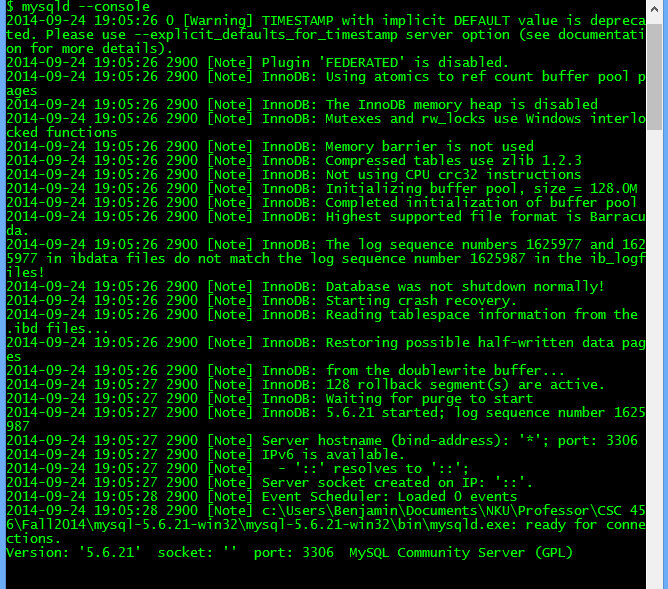 $ mysqld --console
2014-09-24 19:05:26 0 [Warning] TIMESTAMP with implicit DEFAULT value is depreca
ted. Please use --explicit_defaults_for_timestamp server option (see documentati
on for more details).
2014-09-24 19:05:26 2900 [Note] Plugin 'FEDERATED' is disabled.
2014-09-24 19:05:26 2900 [Note] InnoDB: Using atomics to ref count buffer pool p
ages
2014-09-24 19:05:26 2900 [Note] InnoDB: The InnoDB memory heap is disabled
2014-09-24 19:05:26 2900 [Note] InnoDB: Mutexes and rw_locks use Windows interlo
cked functions
2014-09-24 19:05:26 2900 [Note] InnoDB: Memory barrier is not used
2014-09-24 19:05:26 2900 [Note] InnoDB: Compressed tables use zlib 1.2.3
2014-09-24 19:05:26 2900 [Note] InnoDB: Not using CPU crc32 instructions
2014-09-24 19:05:26 2900 [Note] InnoDB: Initializing buffer pool, size = 128.0M
2014-09-24 19:05:26 2900 [Note] InnoDB: Completed initialization of buffer pool
2014-09-24 19:05:26 2900 [Note] InnoDB: Highest supported file format is Barracu
da.
2014-09-24 19:05:26 2900 [Note] InnoDB: The log sequence numbers 1625977 and 162
5977 in ibdata files do not match the log sequence number 1625987 in the ib_logf
iles!
2014-09-24 19:05:26 2900 [Note] InnoDB: Database was not shutdown normally!
2014-09-24 19:05:26 2900 [Note] InnoDB: Starting crash recovery.
2014-09-24 19:05:26 2900 [Note] InnoDB: Reading tablespace information from the
.ibd files...
2014-09-24 19:05:26 2900 [Note] InnoDB: Restoring possible half-written data pag
es
2014-09-24 19:05:26 2900 [Note] InnoDB: from the doublewrite buffer...
2014-09-24 19:05:27 2900 [Note] InnoDB: 128 rollback segment(s) are active.
2014-09-24 19:05:27 2900 [Note] InnoDB: Waiting for purge to start
2014-09-24 19:05:27 2900 [Note] InnoDB: 5.6.21 started; log sequence number 1625
987
2014-09-24 19:05:27 2900 [Note] Server hostname (bind-address): '*'; port: 3306
2014-09-24 19:05:27 2900 [Note] IPv6 is available.
2014-09-24 19:05:27 2900 [Note]   - '::' resolves to '::';
2014-09-24 19:05:27 2900 [Note] Server socket created on IP: '::'.
2014-09-24 19:05:28 2900 [Note] Event Scheduler: Loaded 0 events
2014-09-24 19:05:28 2900 [Note] c:\Users\Benjamin\Documents\NKU\Professor\CSC 45
6\Fall2014\mysql-5.6.21-win32\mysql-5.6.21-win32\bin\mysqld.exe: ready for conne
ctions.
Version: '5.6.21'  socket: ''  port: 3306  MySQL Community Server (GPL)